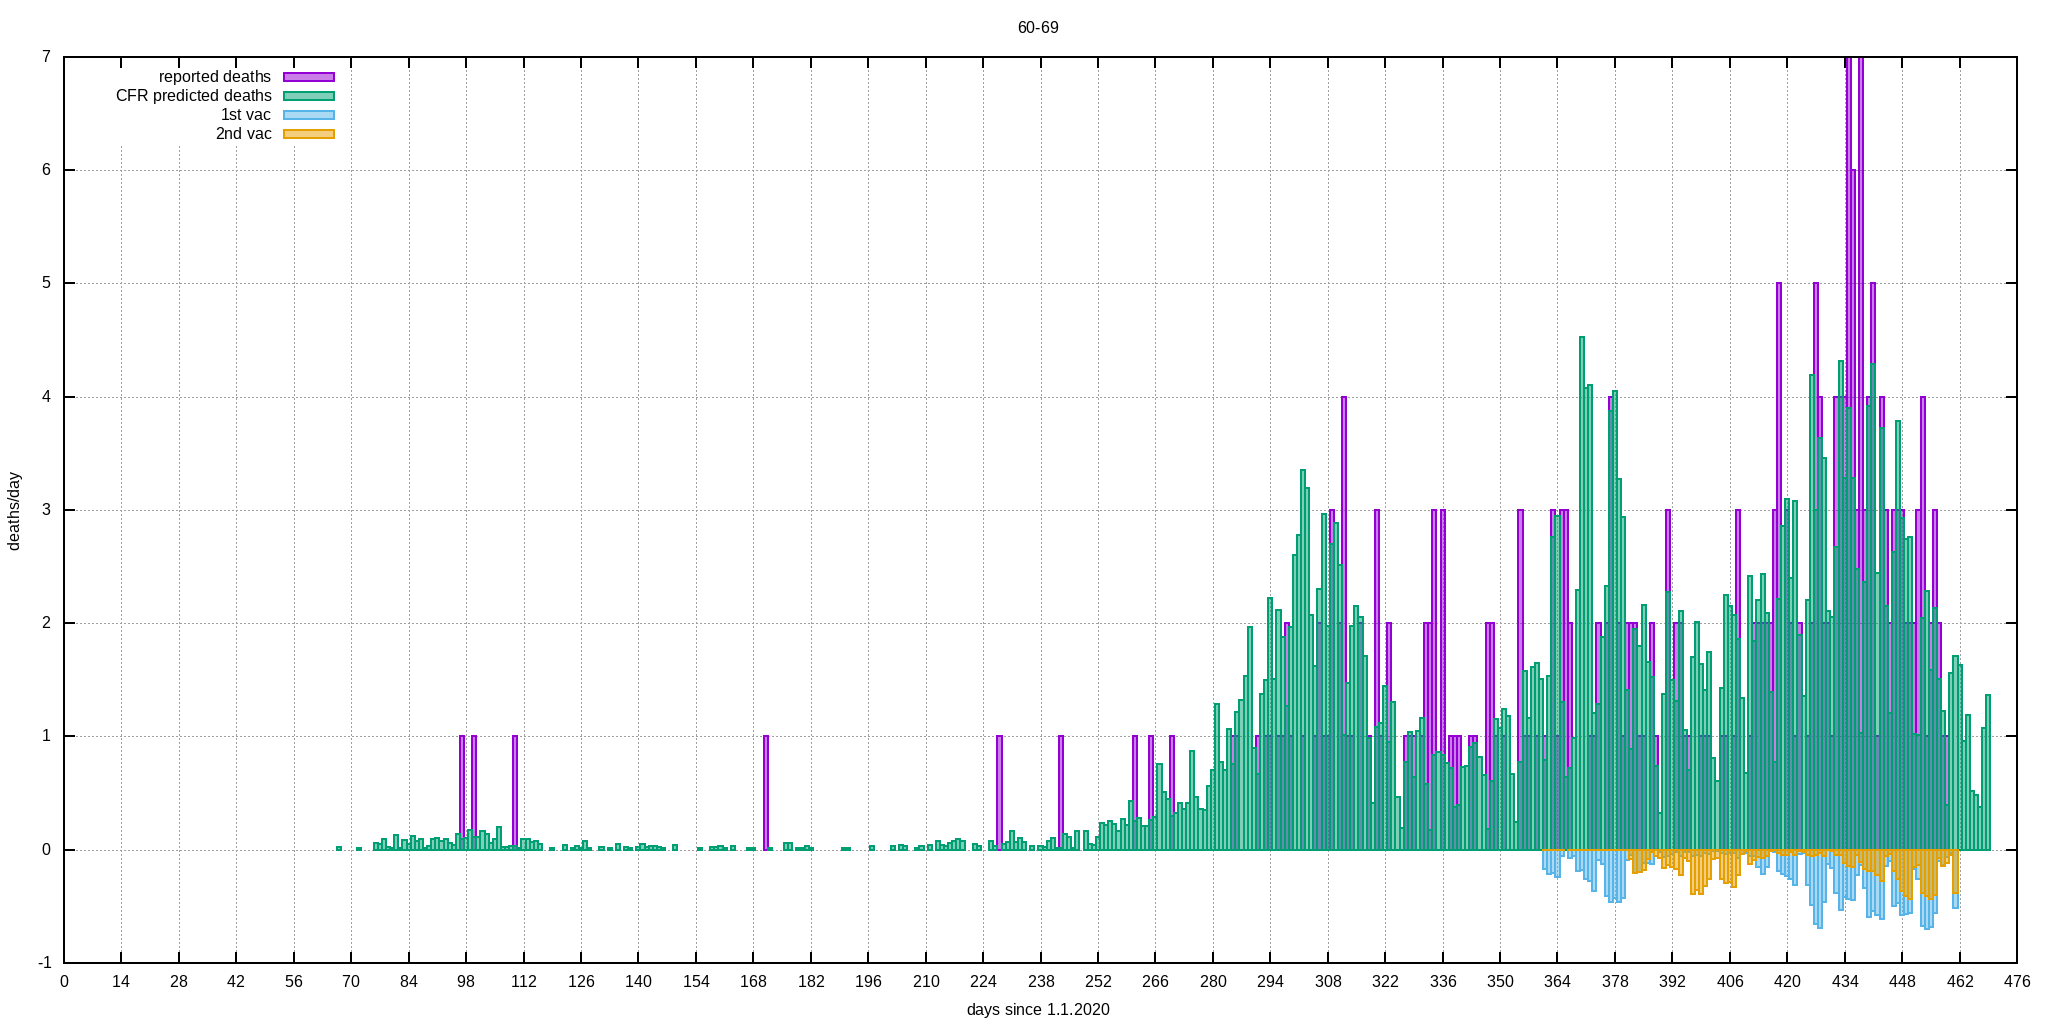 60-69
reported deaths
CFR predicted deaths
1st vac
2nd vac
7
6
5
4
3
2
1
0
-1
deaths/day
0 14 28 42 56 70 84 98 112 126 140 154 168 182 196 210 224 238 252 266 280 294 308 322 336 350 364 378 392 406 420 434 448 462 476
days since 1.1.2020